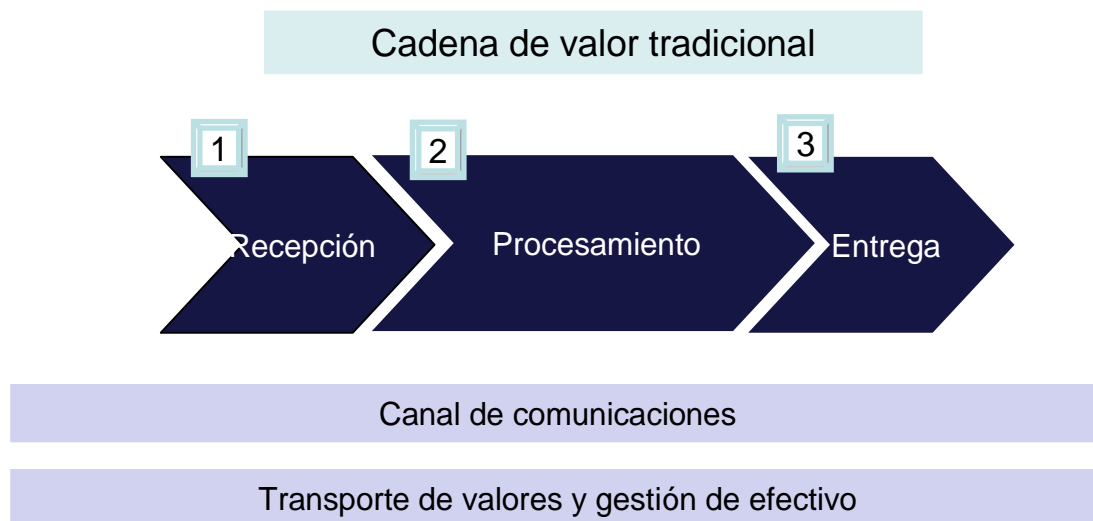 Cadena de valor tradicional
1
2
3
Recepción
Procesamiento
Entrega
Canal de comunicaciones
Transporte de valores y gestión de efectivo